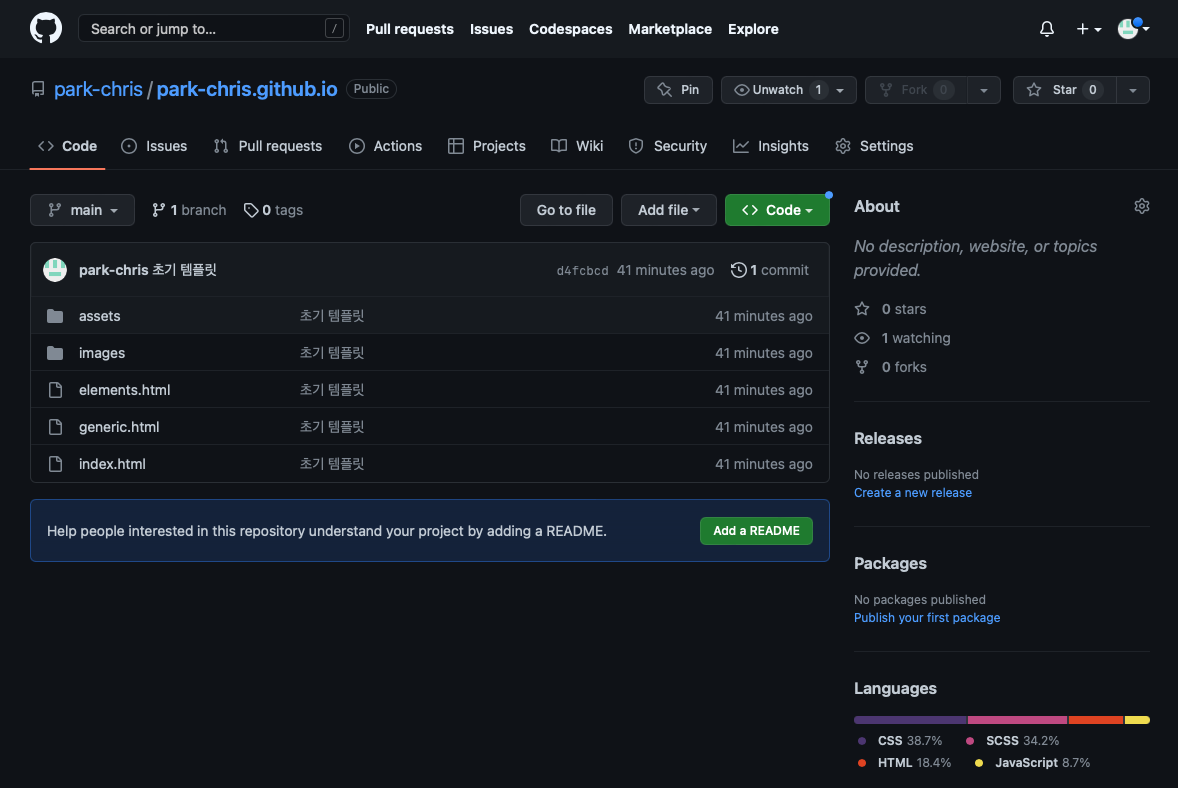 Search or jump to... /
Pull requests Issues Codespaces Marketplace Explore
park-chris / park-chris.github.io Public
Pin Unwatch 1 Fork 0 Star 0
Code Issues Pull requests Actions Projects Wiki Security Insights Settings
main 1 branch 0 tags Go to file Add file Code
park-chris 초기 템플릿 d4fcbcd 41 minutes ago 1 commit
assets 초기 템플릿 41 minutes ago
images 초기 템플릿 41 minutes ago
elements.html 초기 템플릿 41 minutes ago
generic.html 초기 템플릿 41 minutes ago
index.html 초기 템플릿 41 minutes ago
Help people interested in this repository understand your project by adding a README. Add a README
About
No description, website, or topics
provided.
0 stars
1 watching
0 forks
Releases
No releases published
Create a new release
Packages
No packages published
Publish your first package
Languages
CSS 38.7% SCSS 34.2%
HTML 18.4% JavaScript 8.7%